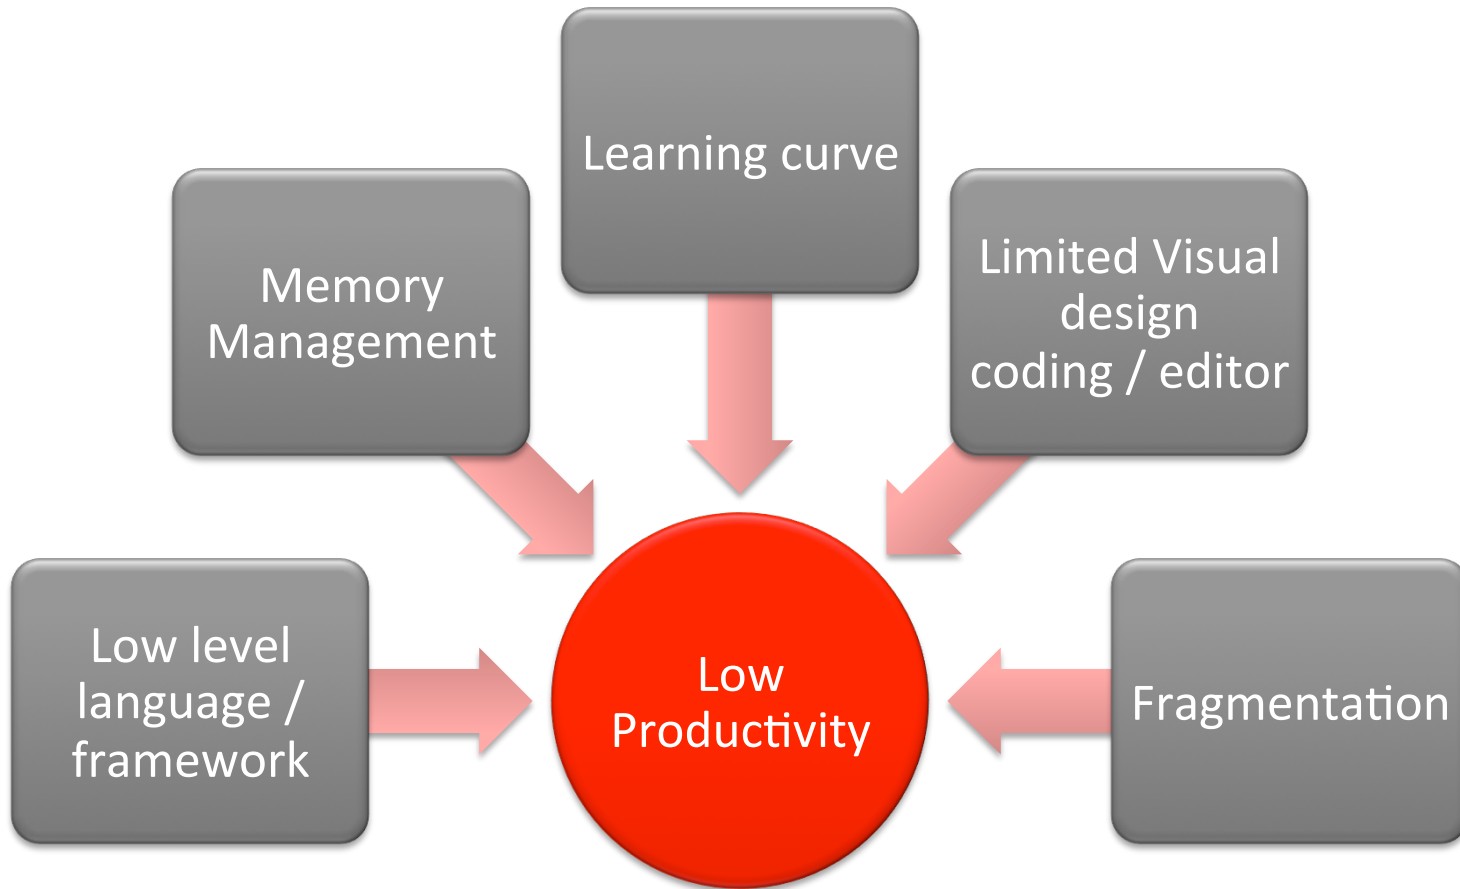 Learning curve
Memory
Management
Limited Visual
design
coding / editor
Low level
language /
framework
Low
Productivity
Fragmentation